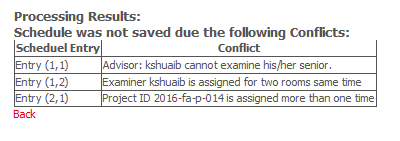 Processing Results:
Schedule was not saved due the following Conflicts:
Scheduel Entry Conflict
Entry (1,1) Advisor: kshuaib cannot examine his/her senior.
Entry (1,2) Examiner kshuaib is assigned for two rooms same time
Entry (2,1) Project ID 2016-fa-p-014 is assigned more than one time
Back